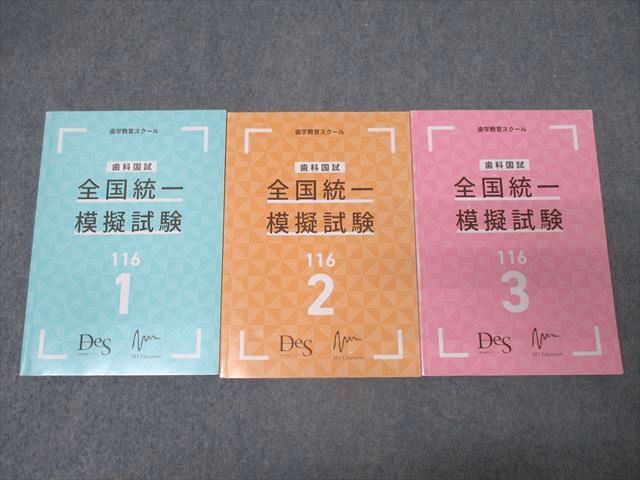 歯学教育スクール
歯科国試
全国統一
模擬試験
116
1
DeS
M.I Education
歯学教育スクール
歯科国試
全国統一
模擬試験
116
2
DeS
M.I Education
歯学教育スクール
歯科国試
全国統一
模擬試験
116
3
DeS
M.I Education